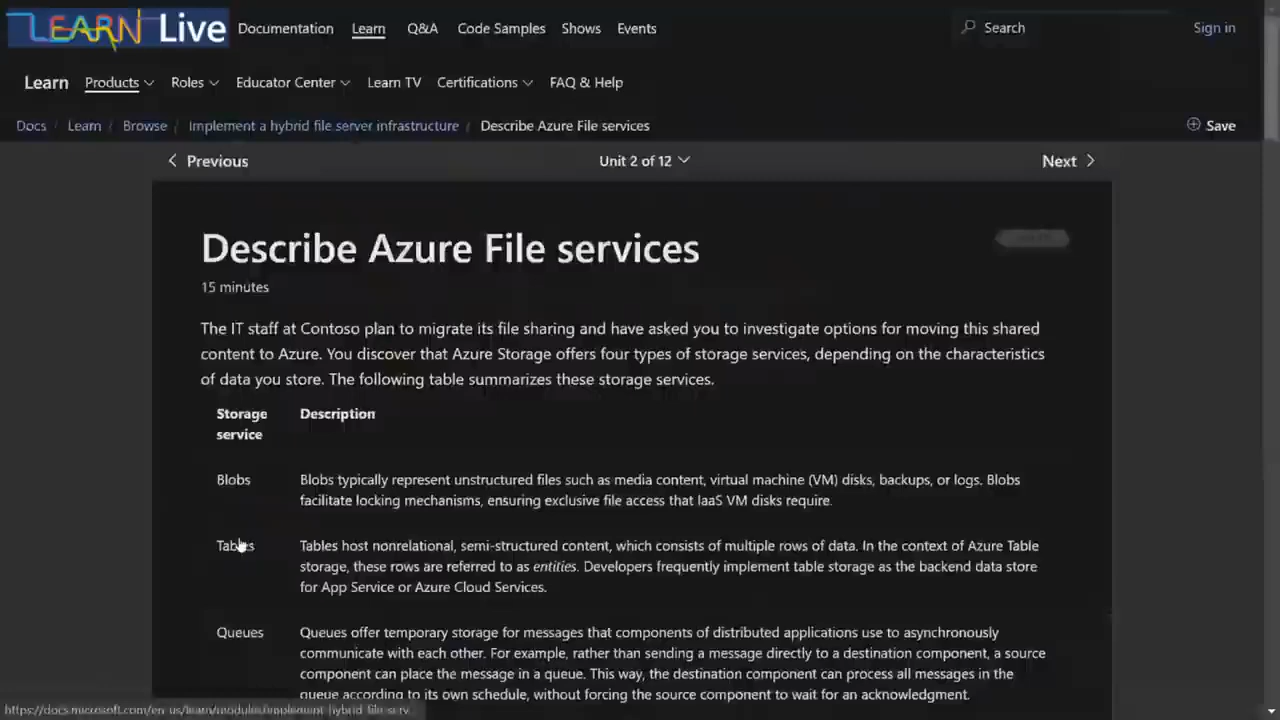 LEARN Live Documentation Learn Q&A Code Samples Shows Events Search Sign in
Learn Products Roles Educator Center Learn TV Certifications FAQ & Help
Docs / Learn / Browse / Implement a hybrid file server infrastructure / Describe Azure File services Save
Previous Unit 2 of 12 Next
Describe Azure File services
15 minutes
The IT staff at Contoso plan to migrate its file sharing and have asked you to investigate options for moving this shared
content to Azure. You discover that Azure Storage offers four types of storage services, depending on the characteristics
of data you store. The following table summarizes these storage services.
Storage Description
service
Blobs Blobs typically represent unstructured files such as media content, virtual machine (VM) disks, backups, or logs. Blobs
facilitate locking mechanisms, ensuring exclusive file access that IaaS VM disks require.
Tables Tables host nonrelational, semi-structured content, which consists of multiple rows of data. In the context of Azure Table
storage, these rows are referred to as entities. Developers frequently implement table storage as the backend data store
for App Service or Azure Cloud Services.
Queues Queues offer temporary storage for messages that components of distributed applications use to asynchronously
communicate with each other. For example, rather than sending a message directly to a destination component, a source
component can place the message in a queue. This way, the destination component can process all messages in the
queue according to its own schedule, without forcing the source component to wait for an acknowledgment.
https://docs.microsoft.com/en-us/learn/modules/implement-hybrid-file-serv...